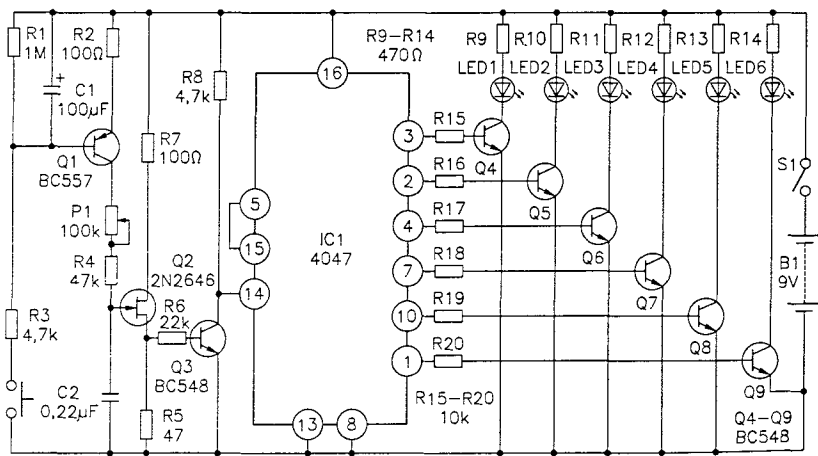 R1
1M
R2
100Ω
C1
100µF
+
Q1
BC557
P1
100k
R4
47k
R3
4,7k
C2
0,22µF
R7
100Ω
Q2
2N2646
R6
22k
Q3
BC548
R5
47
R8
4,7k
16
5
15
14
IC1
4047
3
2
4
7
10
1
13
8
R9-R14
470Ω
R9
R10
R11
R12
R13
R14
LED1
LED2
LED3
LED4
LED5
LED6
R15
R16
R17
R18
R19
R20
Q4
Q5
Q6
Q7
Q8
Q9
R15-R20
10k
Q4-Q9
BC548
S1
B1
9V